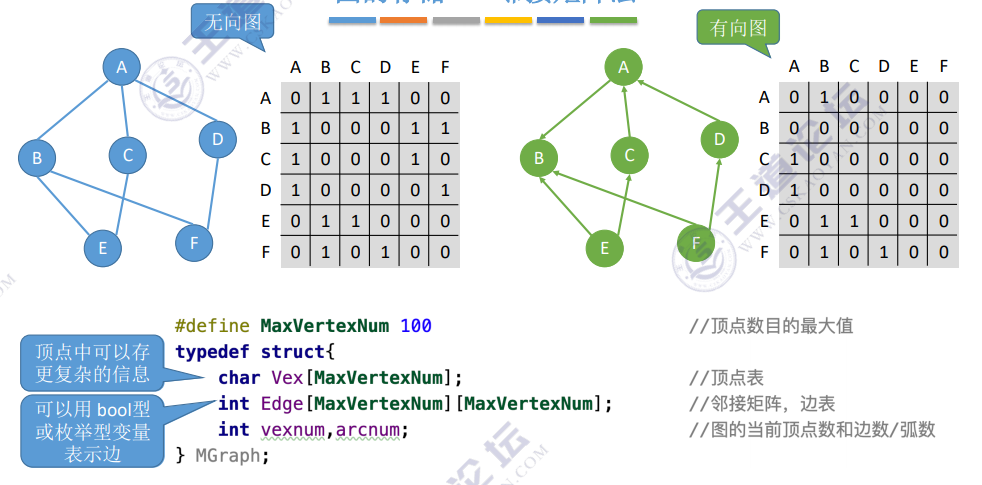 无向图
有向图
A
B
C
D
E
F
A B C D E F
A 0 1 1 1 0 0
B 1 0 0 0 1 1
C 1 0 0 0 1 0
D 1 0 0 0 0 1
E 0 1 1 0 0 0
F 0 1 0 1 0 0
A
B
C
D
E
F
A B C D E F
A 0 1 0 0 0 0
B 0 0 0 0 0 0
C 1 0 0 0 0 0
D 1 0 0 0 0 0
E 0 1 1 0 0 0
F 0 1 0 1 0 0
#define MaxVertexNum 100 //顶点数目的最大值
typedef struct{
char Vex[MaxVertexNum]; //顶点表
int Edge[MaxVertexNum][MaxVertexNum]; //邻接矩阵，边表
int vexnum,arcnum; //图的当前顶点数和边数/弧数
} MGraph;
顶点中可以存
更复杂的信息
可以用 bool型
或枚举型变量
表示边
王道论坛
王道论坛
WWW.CSKAOYAN.COM